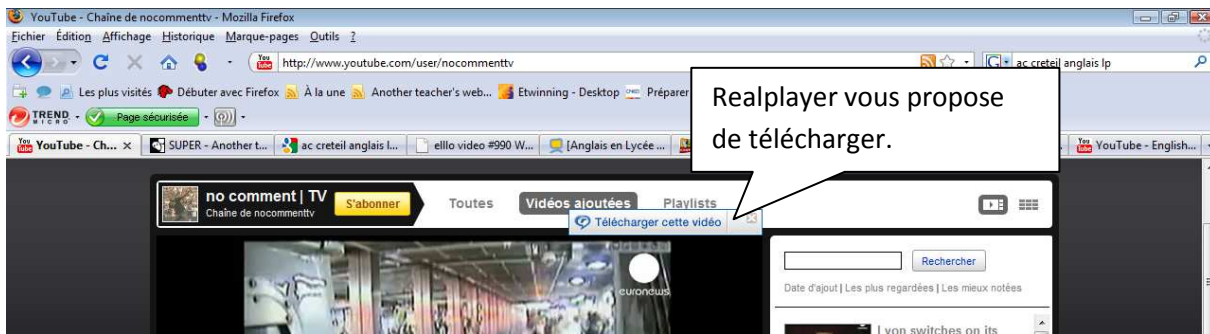 YouTube - Chaîne de nocommenttv - Mozilla Firefox
Fichier Édition Affichage Historique Marque-pages Outils ?
You Tube http://www.youtube.com/user/nocommenttv G ac creteil anglais lp
Les plus visités Débuter avec Firefox À la une Another teacher's web... Etwinning - Desktop Préparer
Realplayer vous propose
de télécharger.
TREND MICRO Page sécurisée
YouTube - Ch... SUPER - Another t... ac creteil anglais l... elllo video #990 W... [Anglais en Lycée ... YouTube - English...
no comment | TV
Chaîne de nocommenttv
S'abonner
Toutes Vidéos ajoutées Playlists
Télécharger cette vidéo
euronews
Rechercher
Date d'ajout | Les plus regardées | Les mieux notées
Lyon switches on its